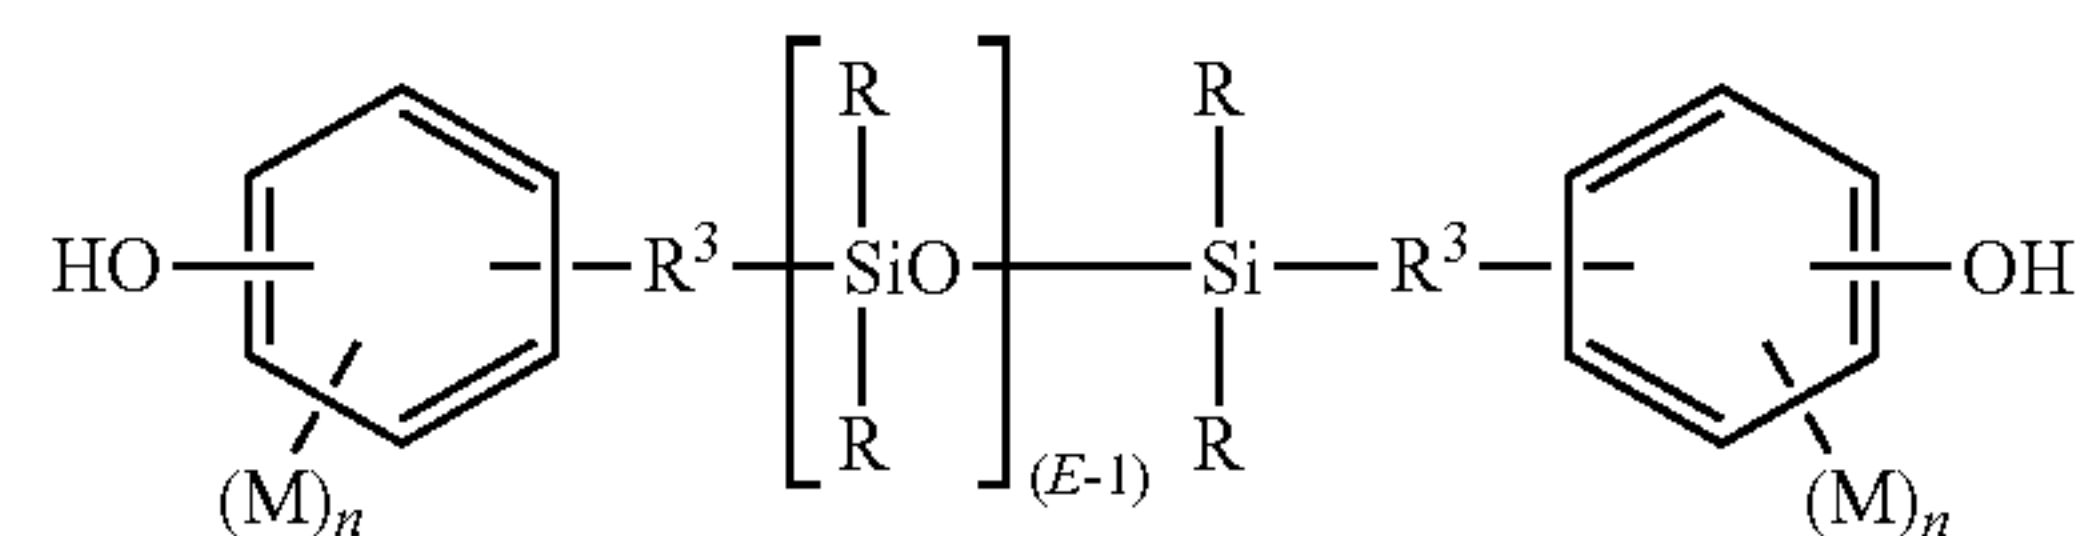 R R
HO R³ SiO Si R³ OH
R R
(E-1)
(M)n (M)n